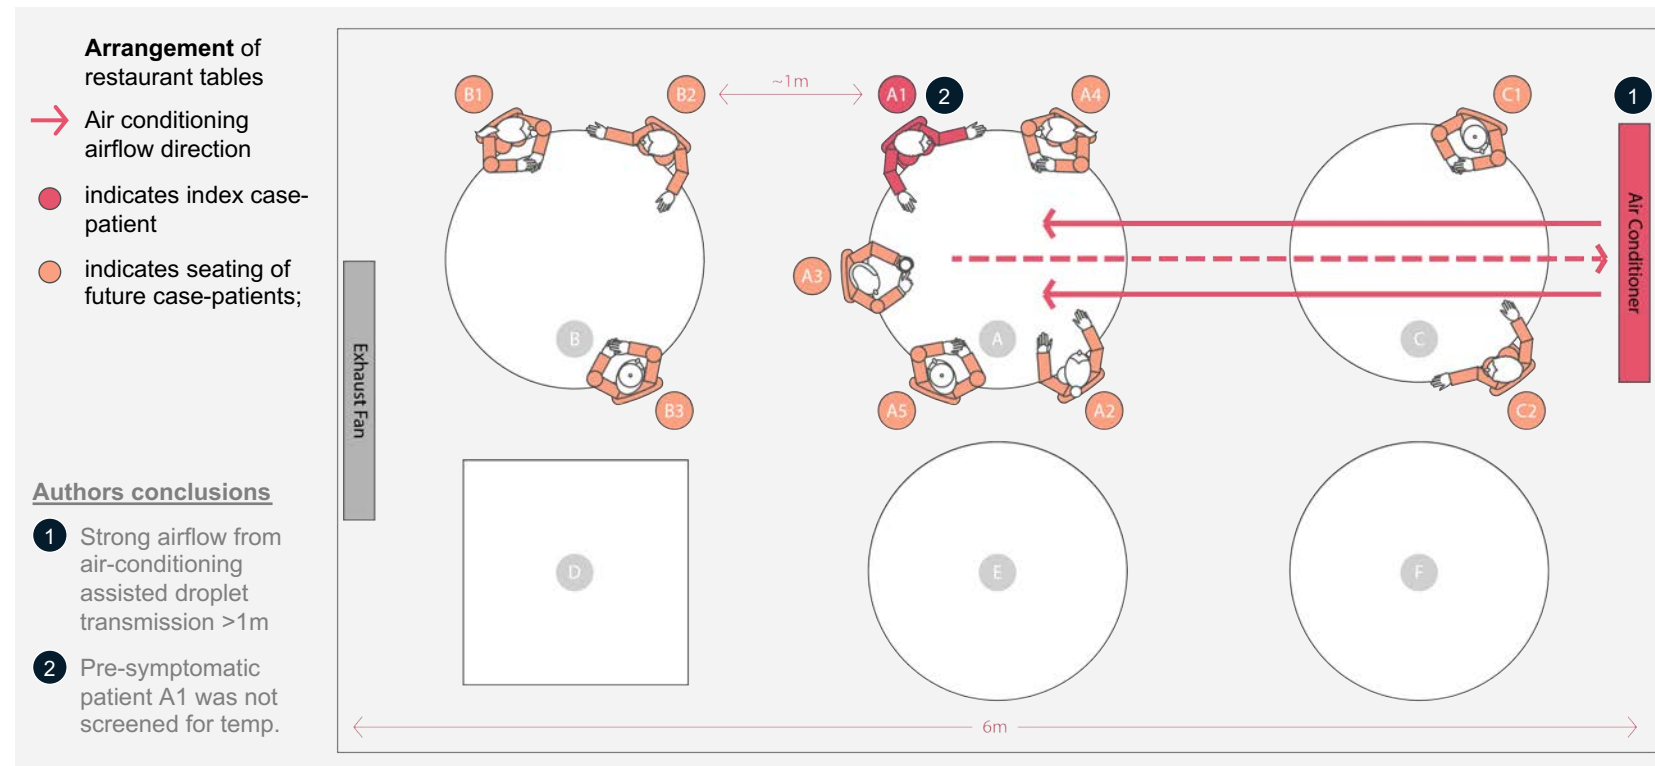 Arrangement of
restaurant tables
Air conditioning
airflow direction
indicates index case-
patient
indicates seating of
future case-patients;
Authors conclusions
1 Strong airflow from
air-conditioning
assisted droplet
transmission >1m
2 Pre-symptomatic
patient A1 was not
screened for temp.
B1
B2
~1m
A1
2
A4
C1
1
Air Conditioner
A3
B
A
C
Exhaust Fan
B3
A5
A2
C2
D
E
F
6m